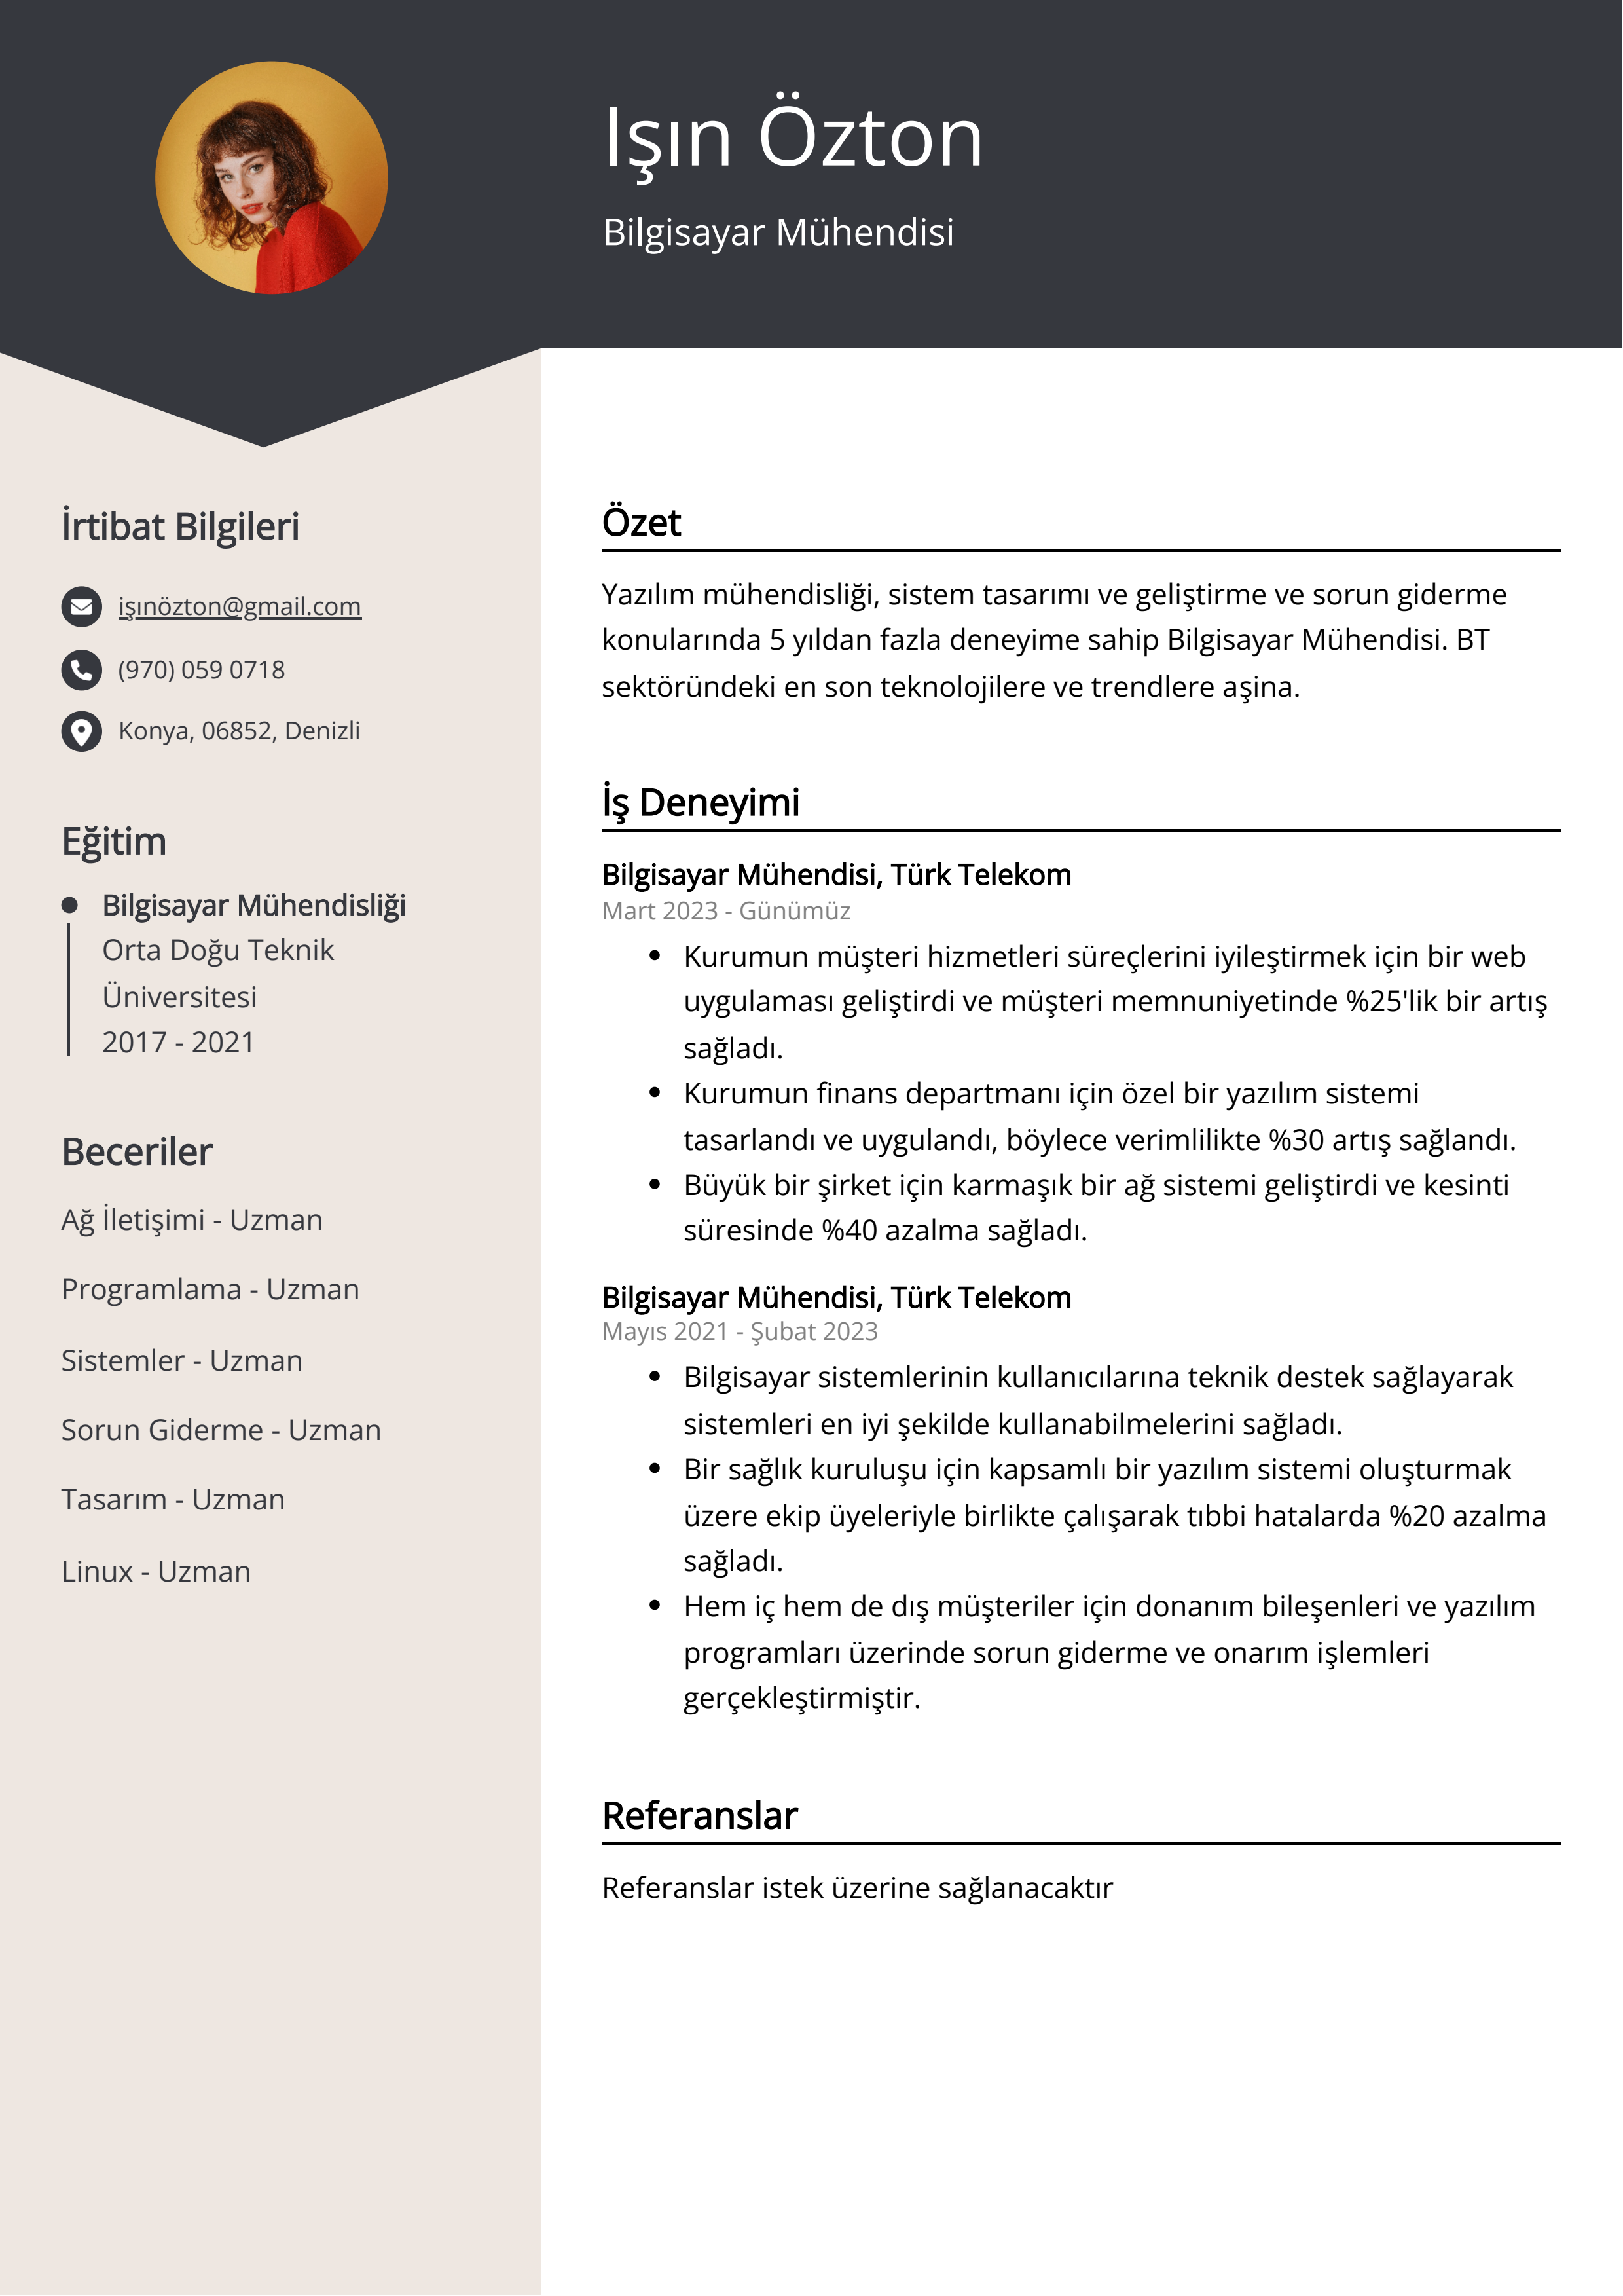 Işın Özton
Bilgisayar Mühendisi
İrtibat Bilgileri
işınözton@gmail.com
(970) 059 0718
Konya, 06852, Denizli
Eğitim
Bilgisayar Mühendisliği
Orta Doğu Teknik
Üniversitesi
2017 - 2021
Beceriler
Ağ İletişimi - Uzman
Programlama - Uzman
Sistemler - Uzman
Sorun Giderme - Uzman
Tasarım - Uzman
Linux - Uzman
Özet
Yazılım mühendisliği, sistem tasarımı ve geliştirme ve sorun giderme
konularında 5 yıldan fazla deneyime sahip Bilgisayar Mühendisi. BT
sektöründeki en son teknolojilere ve trendlere aşina.
İş Deneyimi
Bilgisayar Mühendisi, Türk Telekom
Mart 2023 - Günümüz
• Kurumun müşteri hizmetleri süreçlerini iyileştirmek için bir web
uygulaması geliştirdi ve müşteri memnuniyetinde %25'lik bir artış
sağladı.
• Kurumun finans departmanı için özel bir yazılım sistemi
tasarlandı ve uygulandı, böylece verimlilikte %30 artış sağlandı.
• Büyük bir şirket için karmaşık bir ağ sistemi geliştirdi ve kesinti
süresinde %40 azalma sağladı.
Bilgisayar Mühendisi, Türk Telekom
Mayıs 2021 - Şubat 2023
• Bilgisayar sistemlerinin kullanıcılarına teknik destek sağlayarak
sistemleri en iyi şekilde kullanabilmelerini sağladı.
• Bir sağlık kuruluşu için kapsamlı bir yazılım sistemi oluşturmak
üzere ekip üyeleriyle birlikte çalışarak tıbbi hatalarda %20 azalma
sağladı.
• Hem iç hem de dış müşteriler için donanım bileşenleri ve yazılım
programları üzerinde sorun giderme ve onarım işlemleri
gerçekleştirmiştir.
Referanslar
Referanslar istek üzerine sağlanacaktır